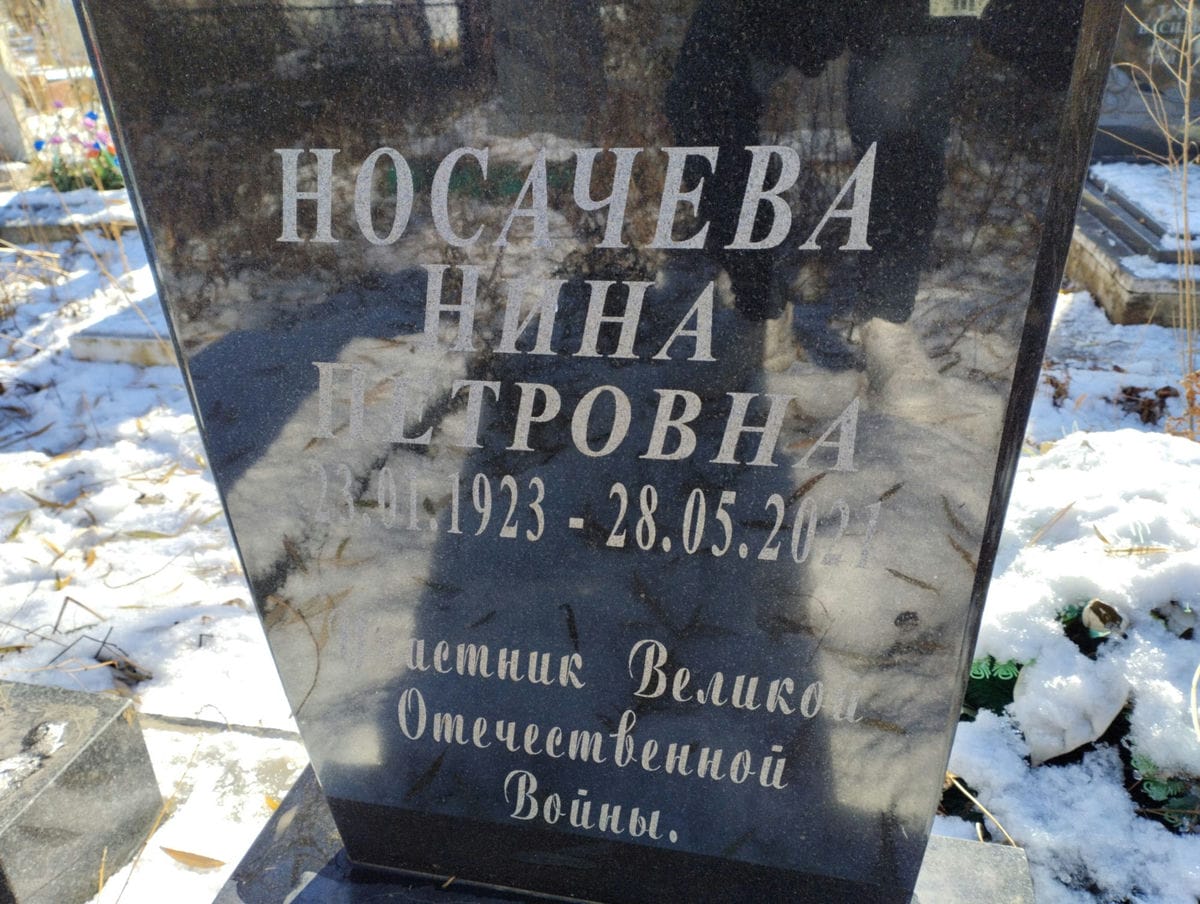 НОСАЧЕВА
НИНА
ПЕТРОВНА
23.01.1923 - 28.05.2021
Участник Великой
Отечественной
Войны.